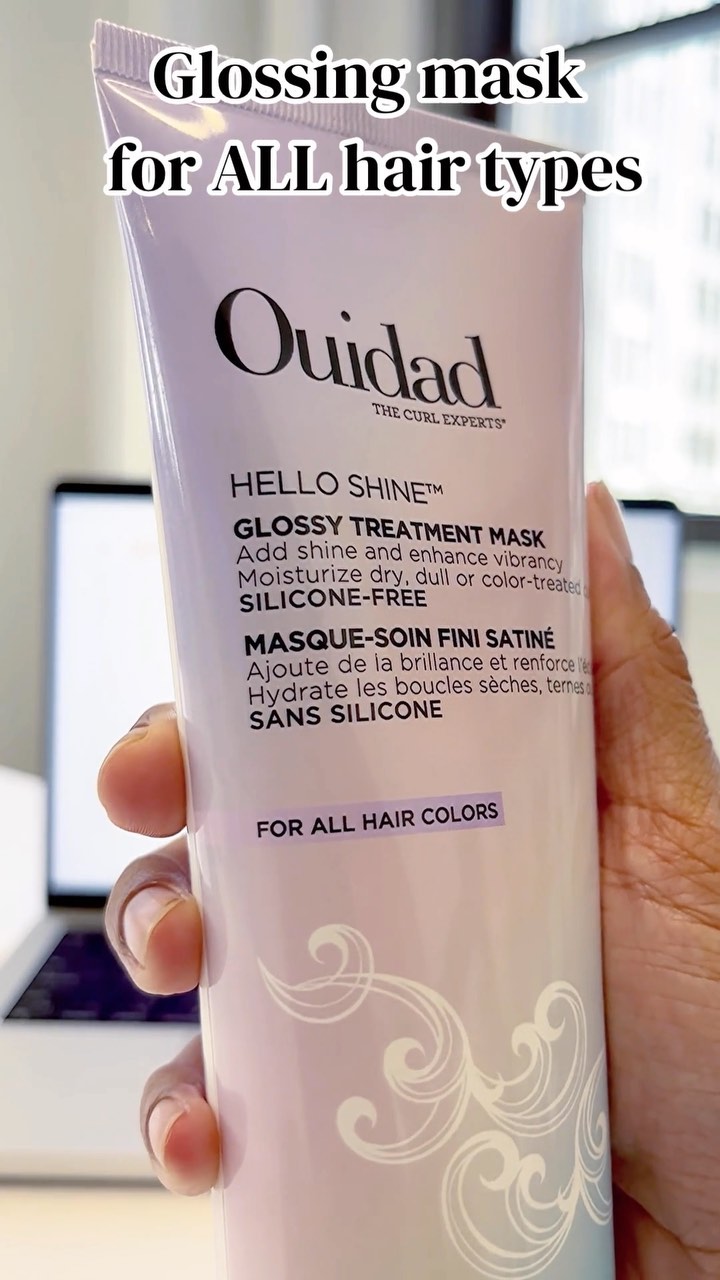 Glossing mask
for ALL hair types
Ouidad
THE CURL EXPERTS®
HELLO SHINE™
GLOSSY TREATMENT MASK
Add shine and enhance vibrancy
Moisturize dry, dull or color-treated
SILICONE-FREE
MASQUE-SOIN FINI SATINÉ
Ajoute de la brillance et renforce
Hydrate les boucles sèches, ternes
SANS SILICONE
FOR ALL HAIR COLORS